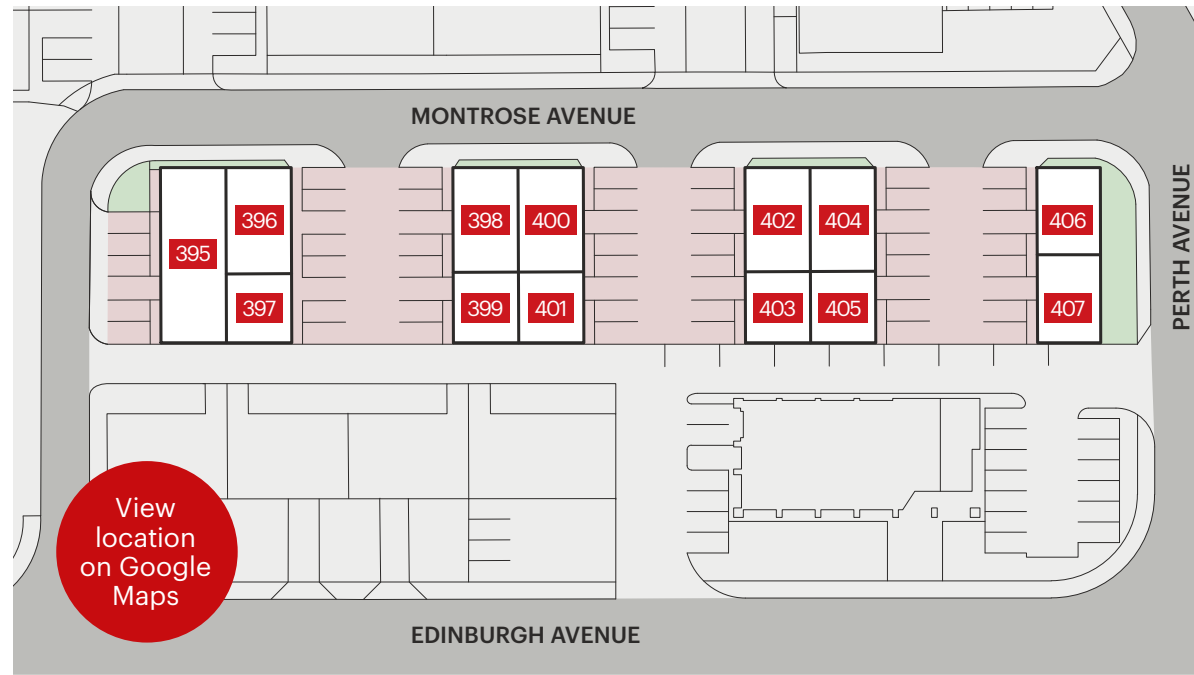 MONTROSE AVENUE
PERTH AVENUE
396
398
400
402
404
406
395
397
399
401
403
405
407
View
location
on Google
Maps
EDINBURGH AVENUE